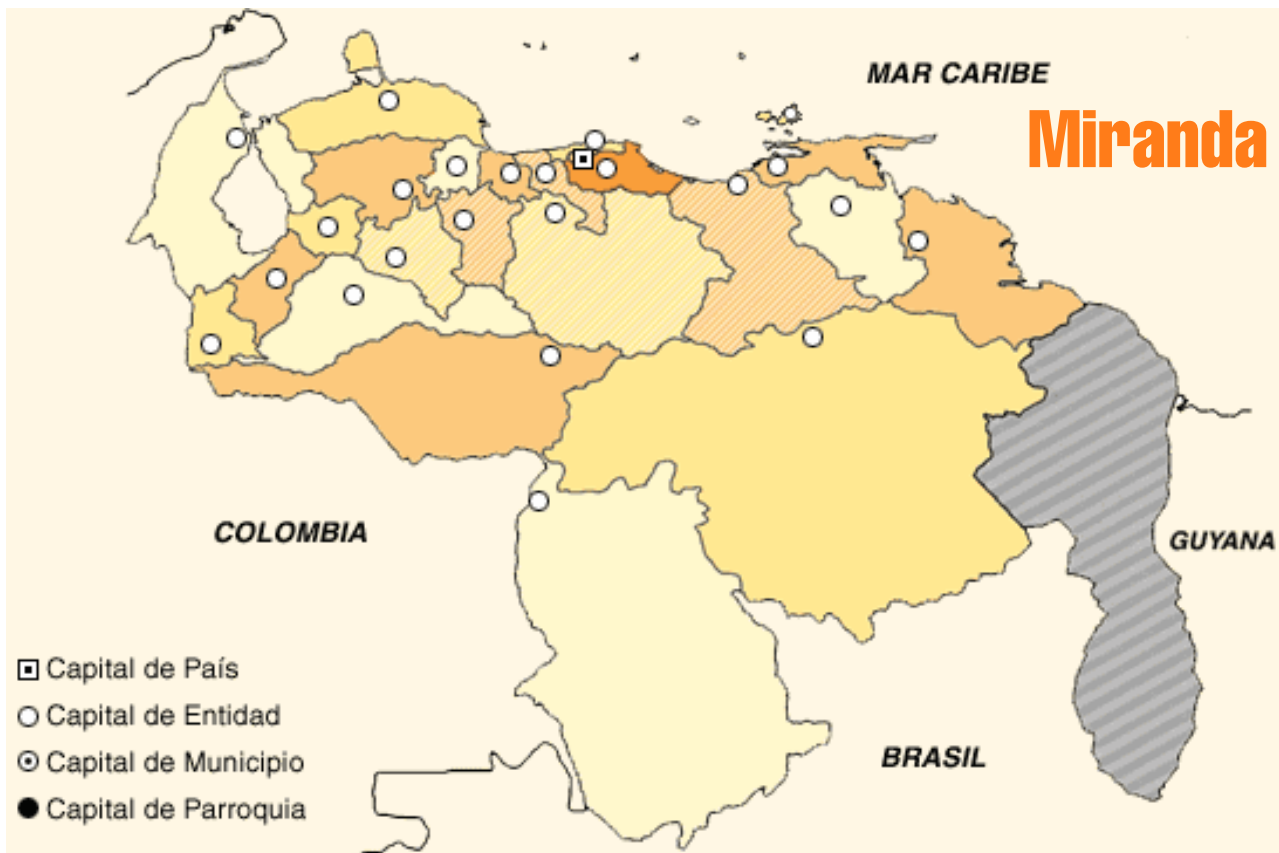 MAR CARIBE
Miranda
COLOMBIA
GUYANA
Capital de País
Capital de Entidad
Capital de Municipio
BRASIL
Capital de Parroquia